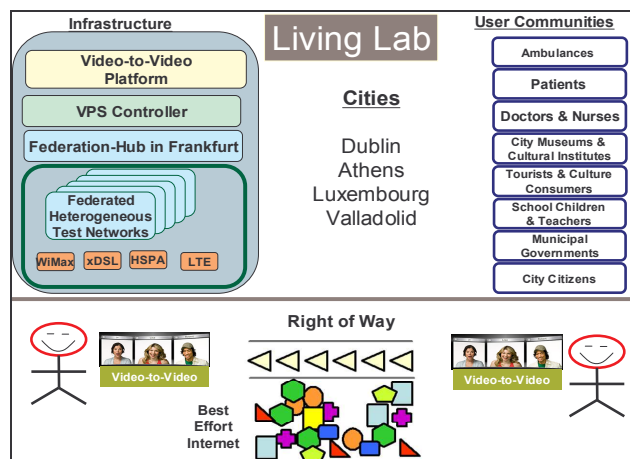 Infrastructure
Living Lab
User Communities
Video-to-Video
Platform
VPS Controller
Federation-Hub in Frankfurt
Federated
Heterogeneous
Test Networks
WiMax
xDSL
HSPA
LTE
Cities
Dublin
Athens
Luxembourg
Valladolid
Ambulances
Patients
Doctors & Nurses
City Museums &
Cultural Institutes
Tourists & Culture
Consumers
School Children
& Teachers
Municipal
Governments
City Citizens
Right of Way
Video-to-Video
Video-to-Video
Best
Effort
Internet